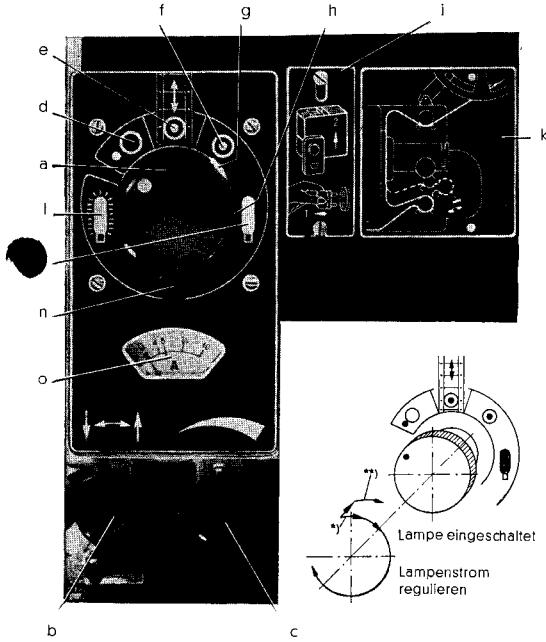 f g h i
e
d
a
k
l
n
A
o
**)
*)
Lampe eingeschaltet
Lampenstrom
regulieren
b c